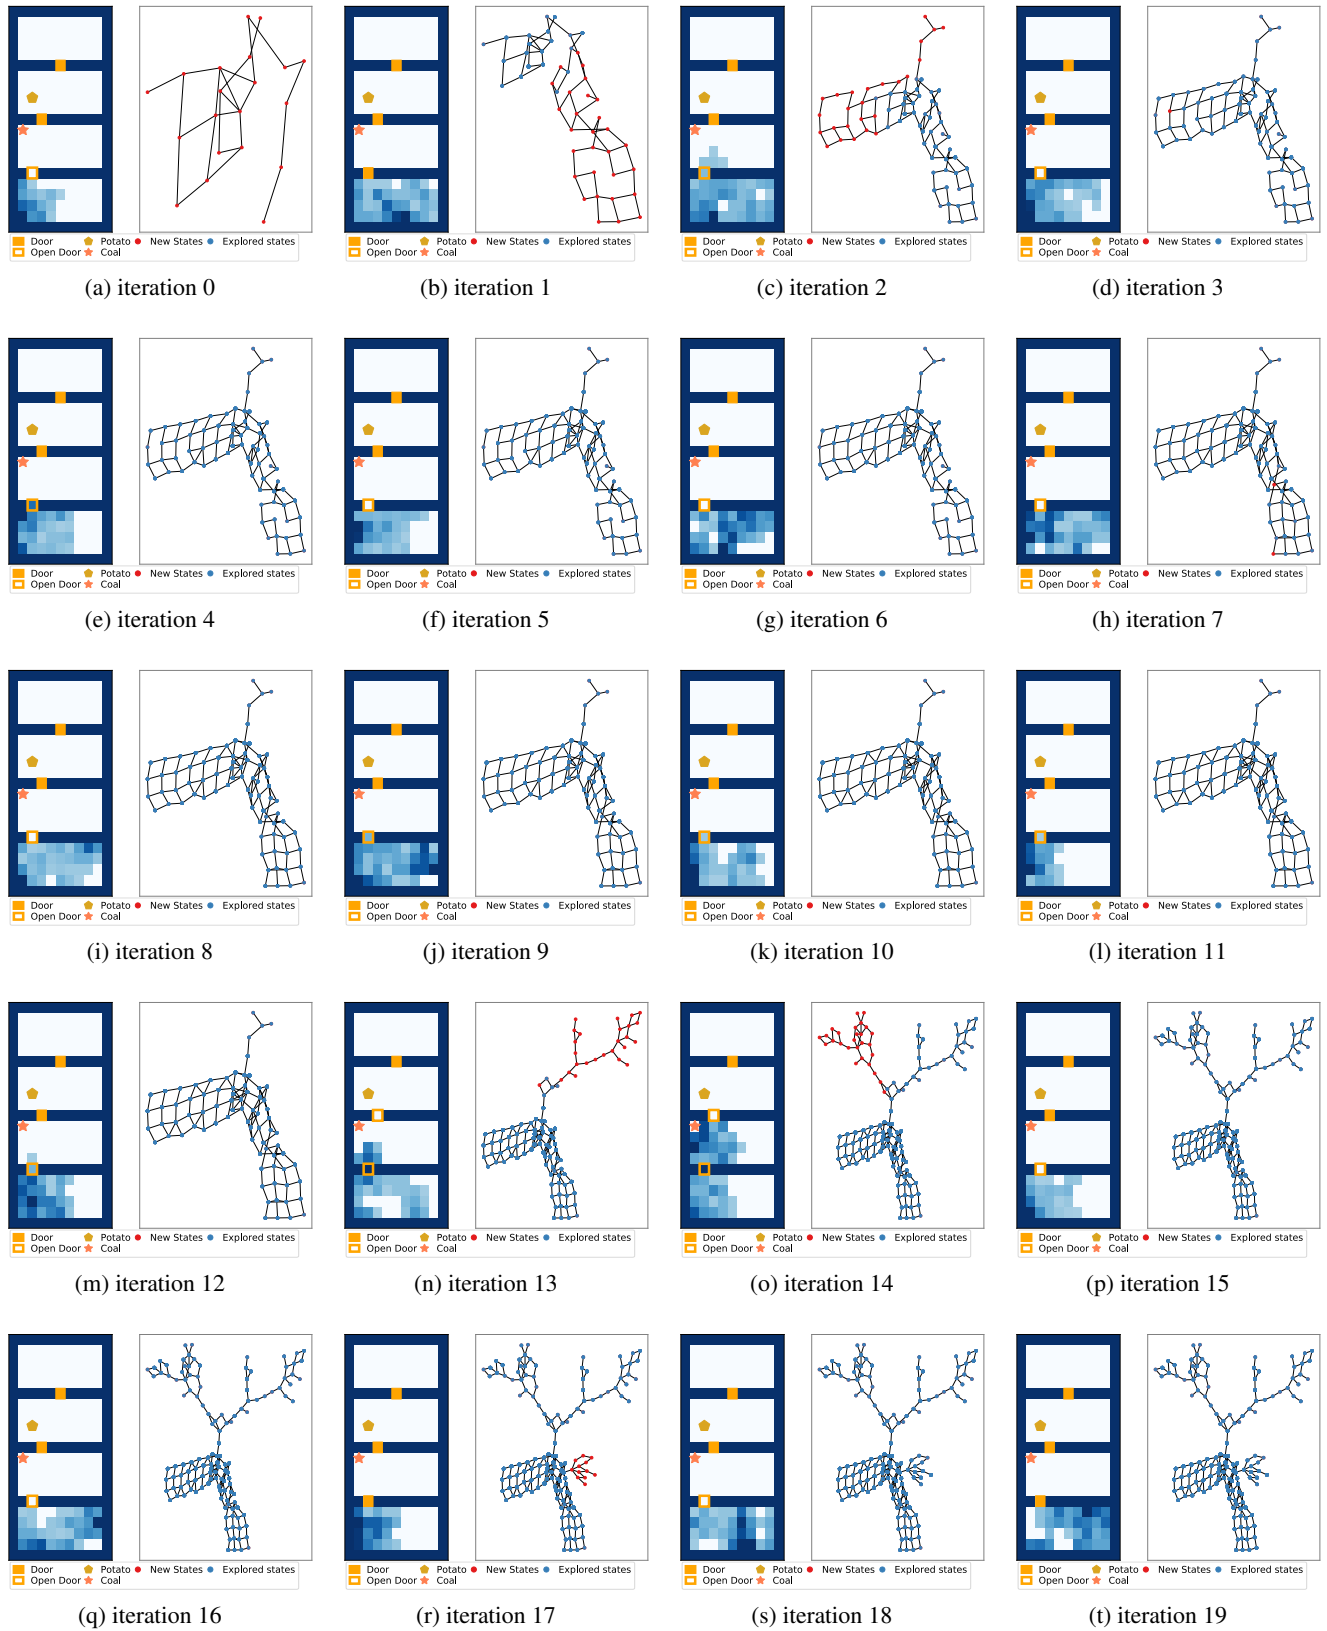 Door Potato New States Explored states
Open Door Coal
Door Potato New States Explored states
Open Door Coal
Door Potato New States Explored states
Open Door Coal
Door Potato New States Explored states
Open Door Coal
(a) iteration 0
(b) iteration 1
(c) iteration 2
(d) iteration 3
Door Potato New States Explored states
Open Door Coal
Door Potato New States Explored states
Open Door Coal
Door Potato New States Explored states
Open Door Coal
Door Potato New States Explored states
Open Door Coal
(e) iteration 4
(f) iteration 5
(g) iteration 6
(h) iteration 7
Door Potato New States Explored states
Open Door Coal
Door Potato New States Explored states
Open Door Coal
Door Potato New States Explored states
Open Door Coal
Door Potato New States Explored states
Open Door Coal
(i) iteration 8
(j) iteration 9
(k) iteration 10
(l) iteration 11
Door Potato New States Explored states
Open Door Coal
Door Potato New States Explored states
Open Door Coal
Door Potato New States Explored states
Open Door Coal
Door Potato New States Explored states
Open Door Coal
(m) iteration 12
(n) iteration 13
(o) iteration 14
(p) iteration 15
Door Potato New States Explored states
Open Door Coal
Door Potato New States Explored states
Open Door Coal
Door Potato New States Explored states
Open Door Coal
Door Potato New States Explored states
Open Door Coal
(q) iteration 16
(r) iteration 17
(s) iteration 18
(t) iteration 19